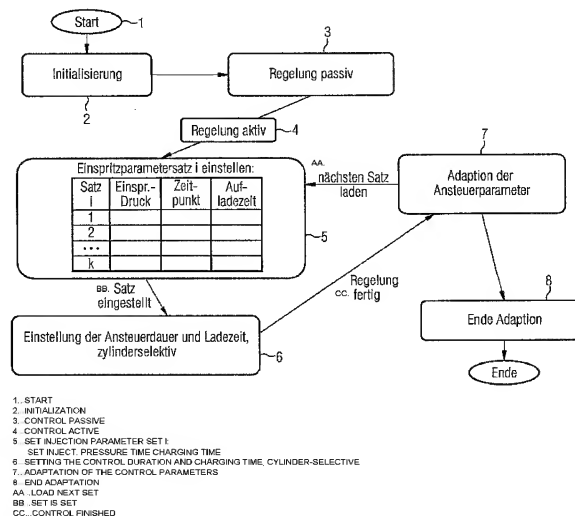 Start
1
Initialisierung
2
3
Regelung passiv
Regelung aktiv
4
Einspritzparametersatz i einstellen:
Satz i
Einspr.-Druck
Zeit-punkt
Auf-ladezeit
1
2
•••
k
5
AA.
nächsten Satz
laden
7
Adaption der
Ansteuerparameter
BB. Satz
eingestellt
Regelung
CC. fertig
Einstellung der Ansteuerdauer und Ladezeit,
zylinderselektiv
6
8
Ende Adaption
Ende
1...START
2...INITIALIZATION
3...CONTROL PASSIVE
4...CONTROL ACTIVE
5...SET INJECTION PARAMETER SET I:
SET INJECT. PRESSURE TIME CHARGING TIME
6...SETTING THE CONTROL DURATION AND CHARGING TIME, CYLINDER-SELECTIVE
7...ADAPTATION OF THE CONTROL PARAMETERS
8...END ADAPTATION
AA...LOAD NEXT SET
BB...SET IS SET
CC...CONTROL FINISHED